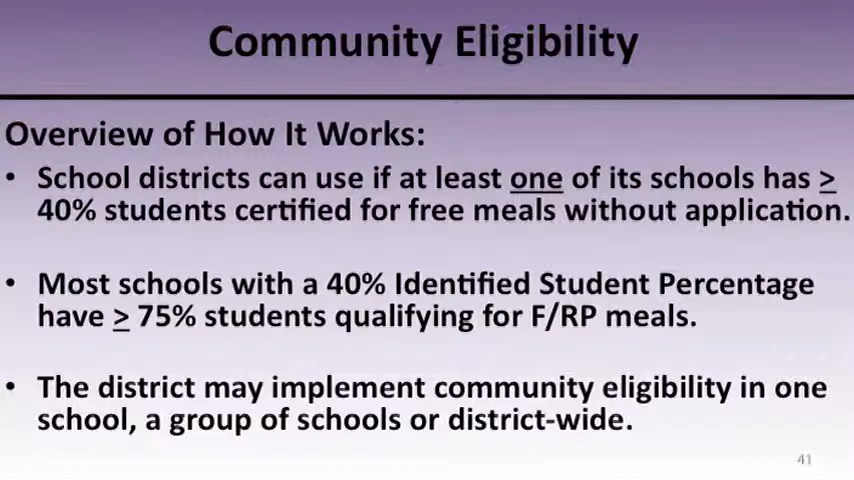 Community Eligibility
Overview of How It Works:
• School districts can use if at least one of its schools has ≥
40% students certified for free meals without application.
• Most schools with a 40% Identified Student Percentage
have ≥ 75% students qualifying for F/RP meals.
• The district may implement community eligibility in one
school, a group of schools or district-wide.
41